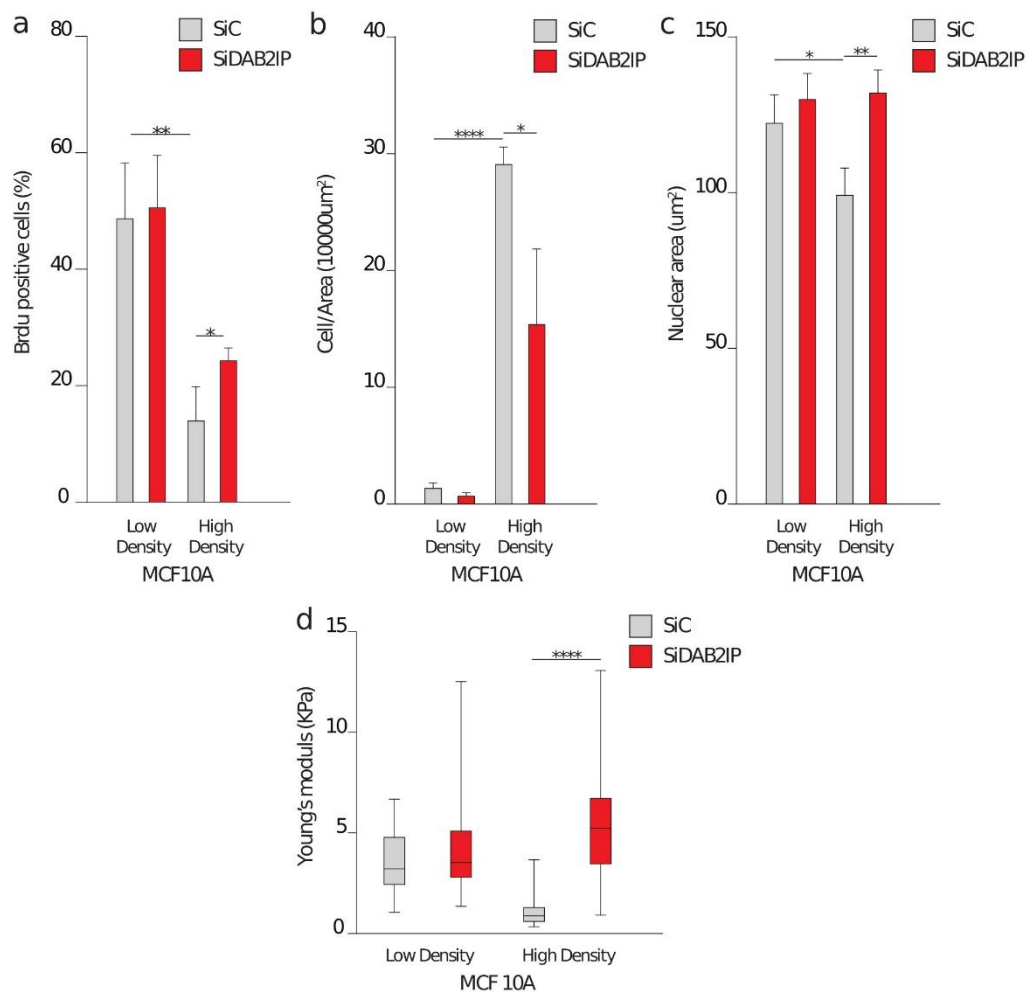 a
80
60
40
20
0
Brdu positive cells (%)
SiC
SiDAB2IP
**
*
Low
Density
High
Density
MCF10A
b
40
30
20
10
0
Cell/Area (10000um²)
SiC
SiDAB2IP
****
*
Low
Density
High
Density
MCF10A
c
150
100
50
0
Nuclear area (um²)
SiC
SiDAB2IP
*
**
Low
Density
High
Density
MCF10A
d
15
10
5
0
Young's moduls (KPa)
SiC
SiDAB2IP
****
Low Density
High Density
MCF 10A